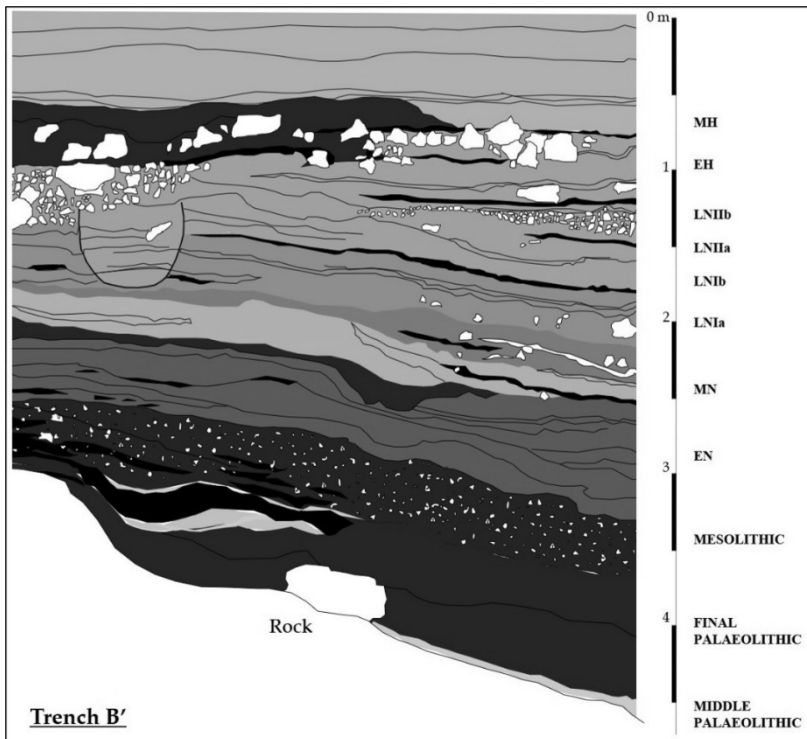 0 m
MH
EH
1
LNIIb
LNIIa
LNIb
2
LNIa
MN
EN
3
MESOLITHIC
FINAL
PALAEOLITHIC
4
Rock
MIDDLE
PALAEOLITHIC
Trench B′